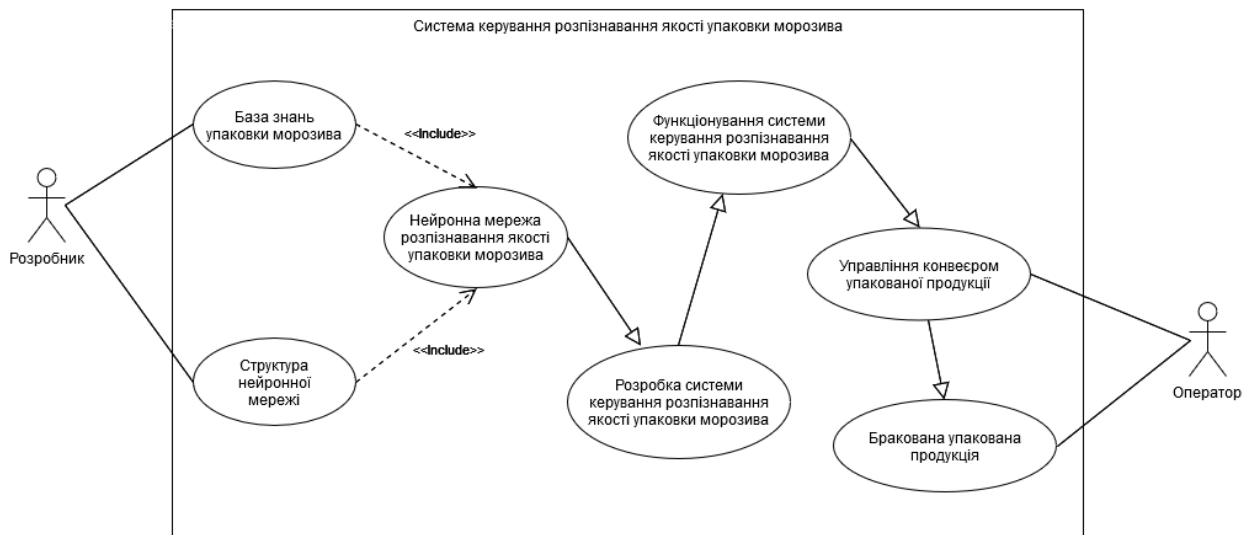 Система керування розпізнавання якості упаковки морозива
База знань
упаковки морозива
<<Include>>
Функціонування системи
керування розпізнавання
якості упаковки морозива
Розробник
Нейронна мережа
розпізнавання якості
упаковки морозива
Управління конвеєром
упакованої продукції
<<Include>>
Структура
нейронної
мережі
Розробка системи
керування розпізнавання
якості упаковки морозива
Оператор
Бракована упакована
продукція